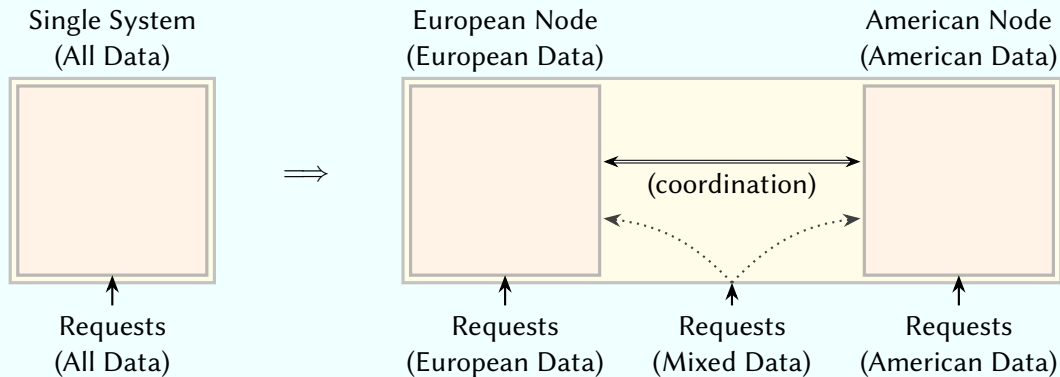 Single System
(All Data)
European Node
(European Data)
American Node
(American Data)
⟹
(coordination)
Requests
(All Data)
Requests
(European Data)
Requests
(Mixed Data)
Requests
(American Data)